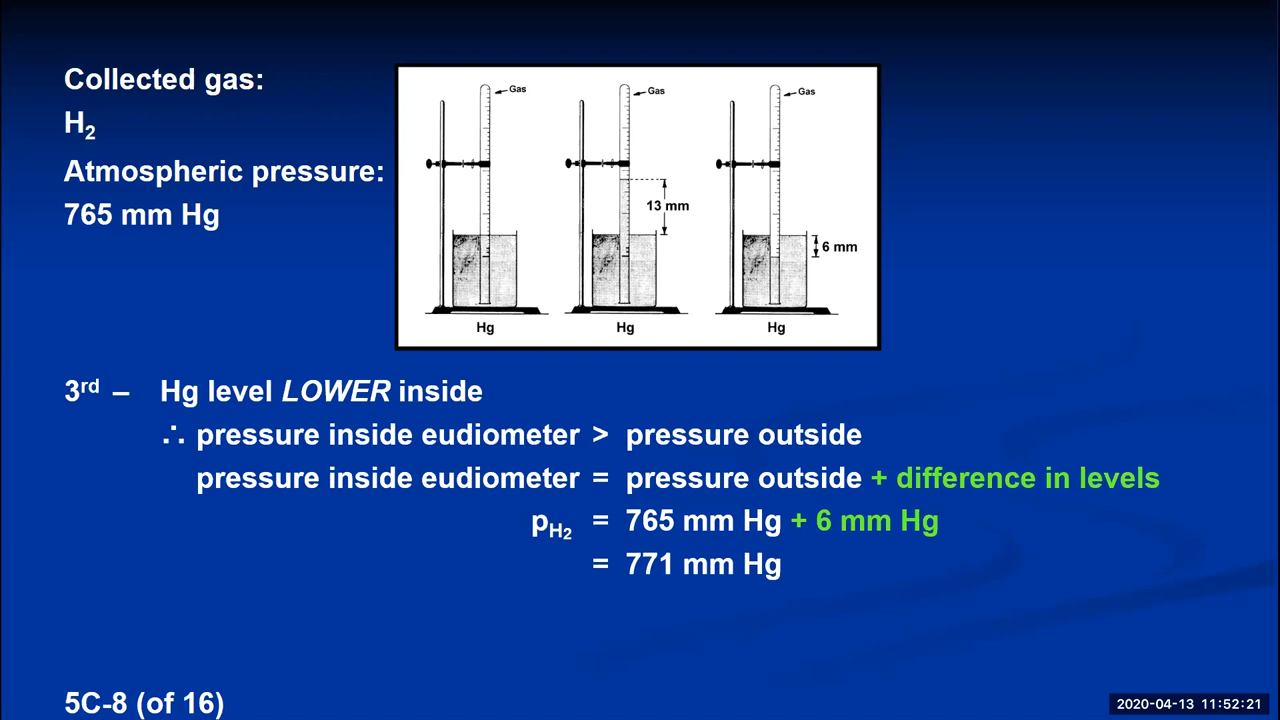 Collected gas:
H₂
Atmospheric pressure:
765 mm Hg
Gas
Gas
Gas
13 mm
6 mm
Hg
Hg
Hg
3rd – Hg level LOWER inside
∴ pressure inside eudiometer > pressure outside
pressure inside eudiometer = pressure outside + difference in levels
pH₂ = 765 mm Hg + 6 mm Hg
= 771 mm Hg
5C-8 (of 16)
2020-04-13 11:52:21